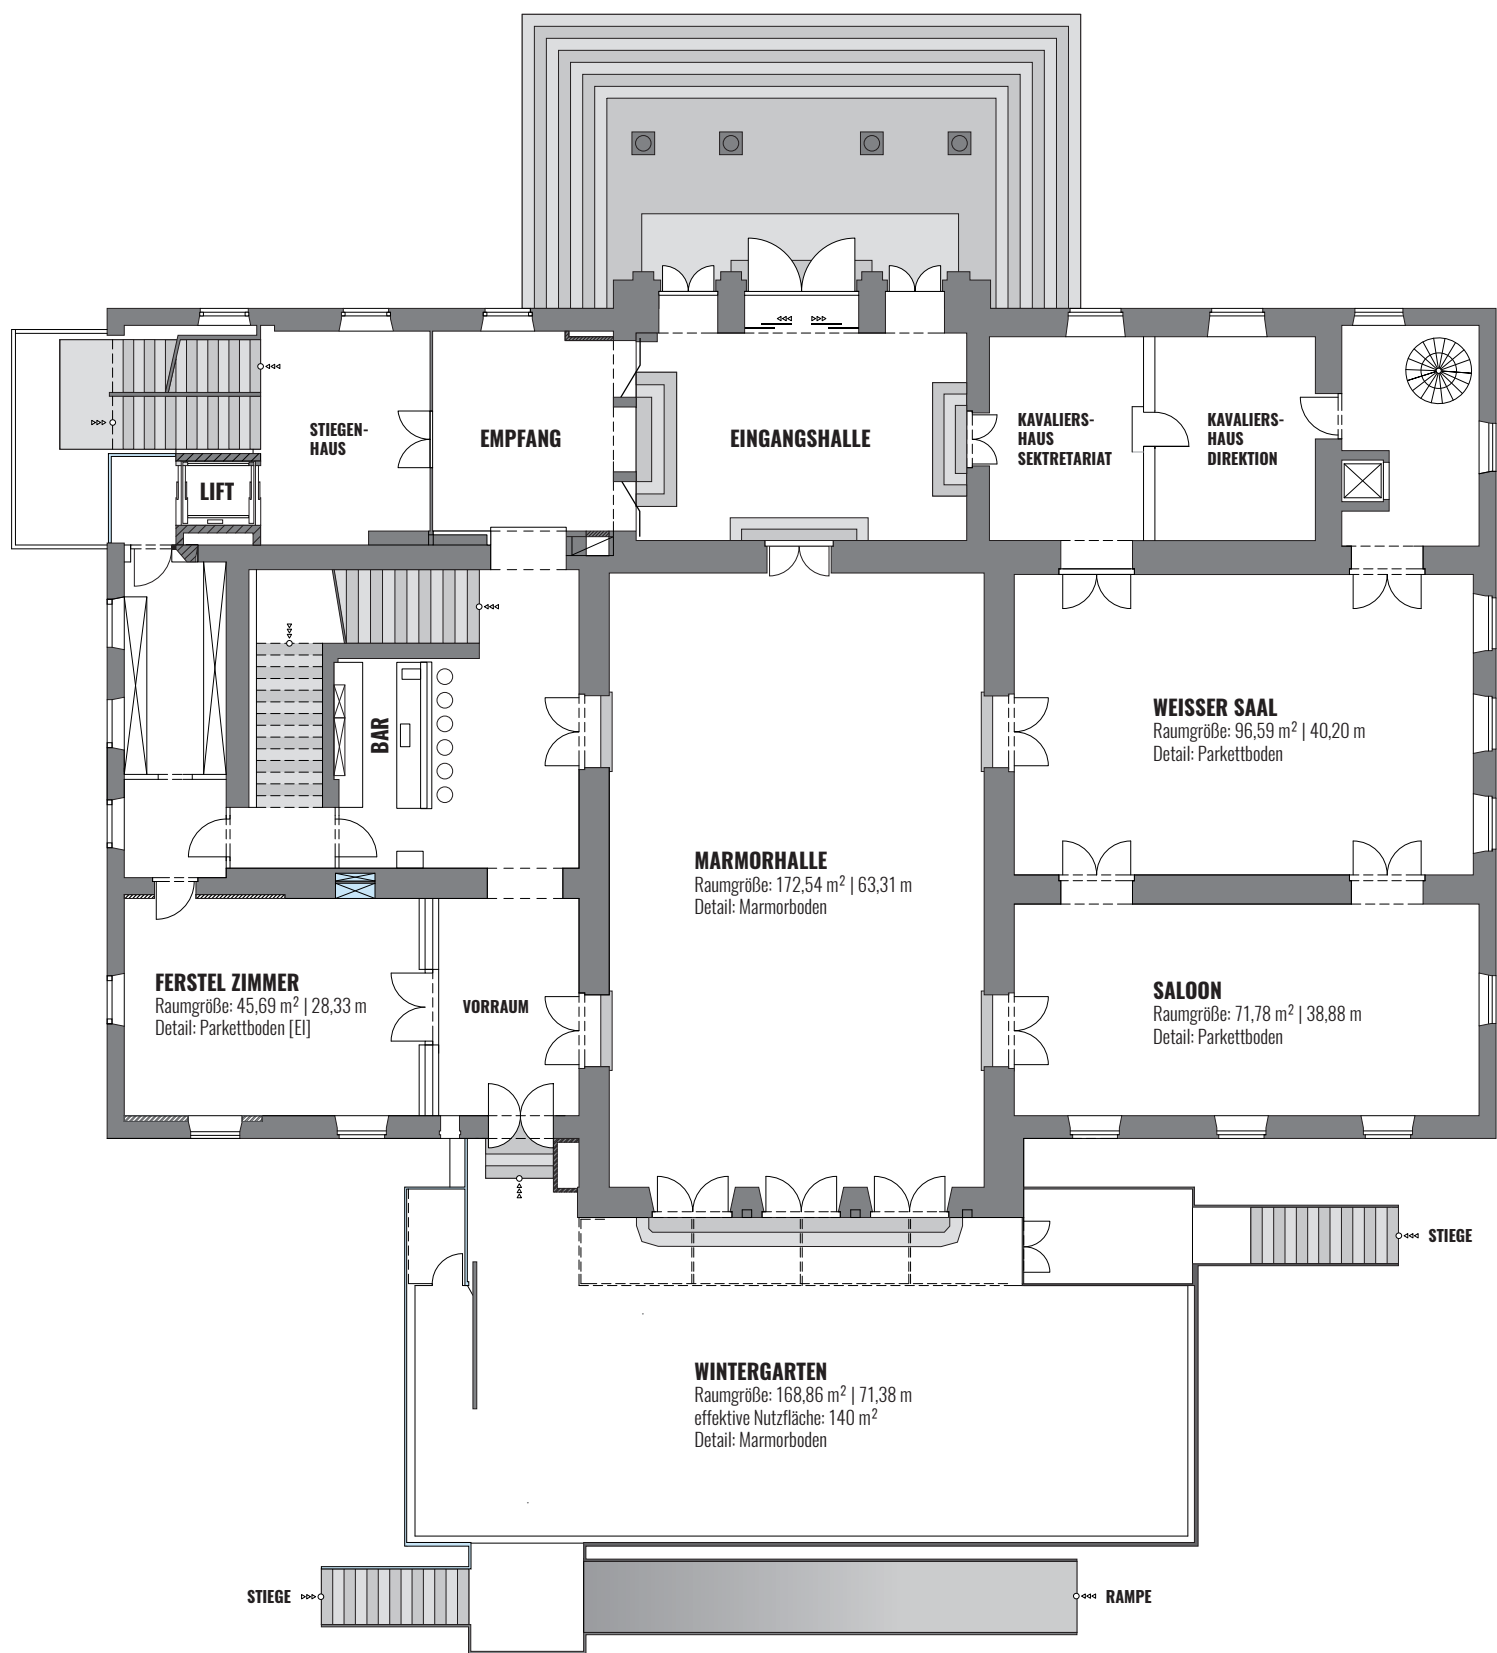 STIEGEN-
HAUS
EMPFANG
EINGANGSHALLE
KAVALIERS-
HAUS
SEKTRETARIAT
KAVALIERS-
HAUS
DIREKTION
LIFT
BAR
WEISSER SAAL
Raumgröße: 96,59 m² | 40,20 m
Detail: Parkettboden
MARMORHALLE
Raumgröße: 172,54 m² | 63,31 m
Detail: Marmorboden
FERSTEL ZIMMER
Raumgröße: 45,69 m² | 28,33 m
Detail: Parkettboden [EI]
VORRAUM
SALOON
Raumgröße: 71,78 m² | 38,88 m
Detail: Parkettboden
STIEGE
WINTERGARTEN
Raumgröße: 168,86 m² | 71,38 m
effektive Nutzfläche: 140 m²
Detail: Marmorboden
STIEGE
RAMPE